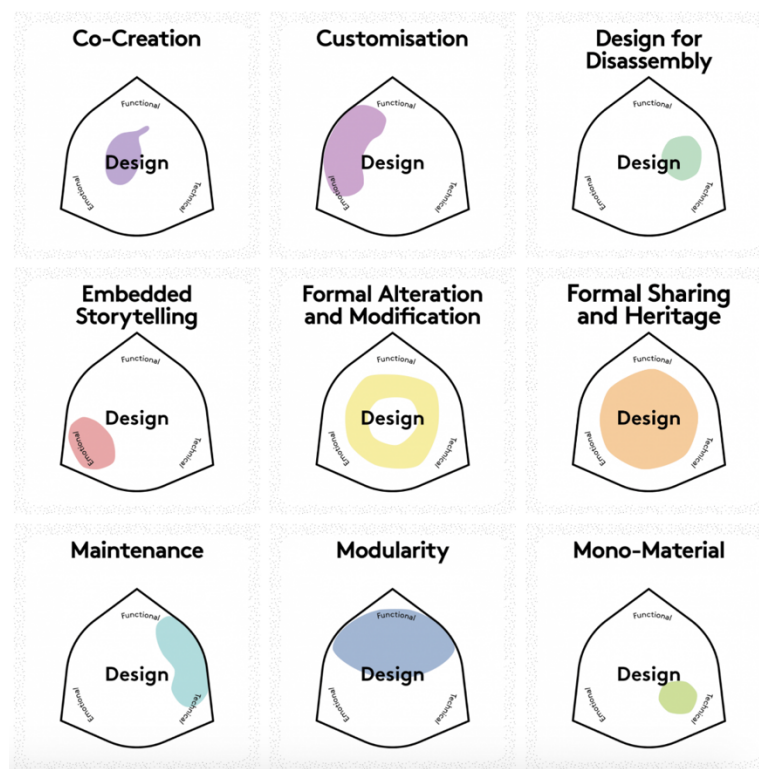 Co-Creation
Functional
Design
Emotional
Technical
Customisation
Functional
Design
Emotional
Technical
Design for
Disassembly
Functional
Design
Emotional
Technical
Embedded
Storytelling
Functional
Design
Emotional
Technical
Formal Alteration
and Modification
Functional
Design
Emotional
Technical
Formal Sharing
and Heritage
Functional
Design
Emotional
Technical
Maintenance
Functional
Design
Emotional
Technical
Modularity
Functional
Design
Emotional
Technical
Mono-Material
Functional
Design
Emotional
Technical